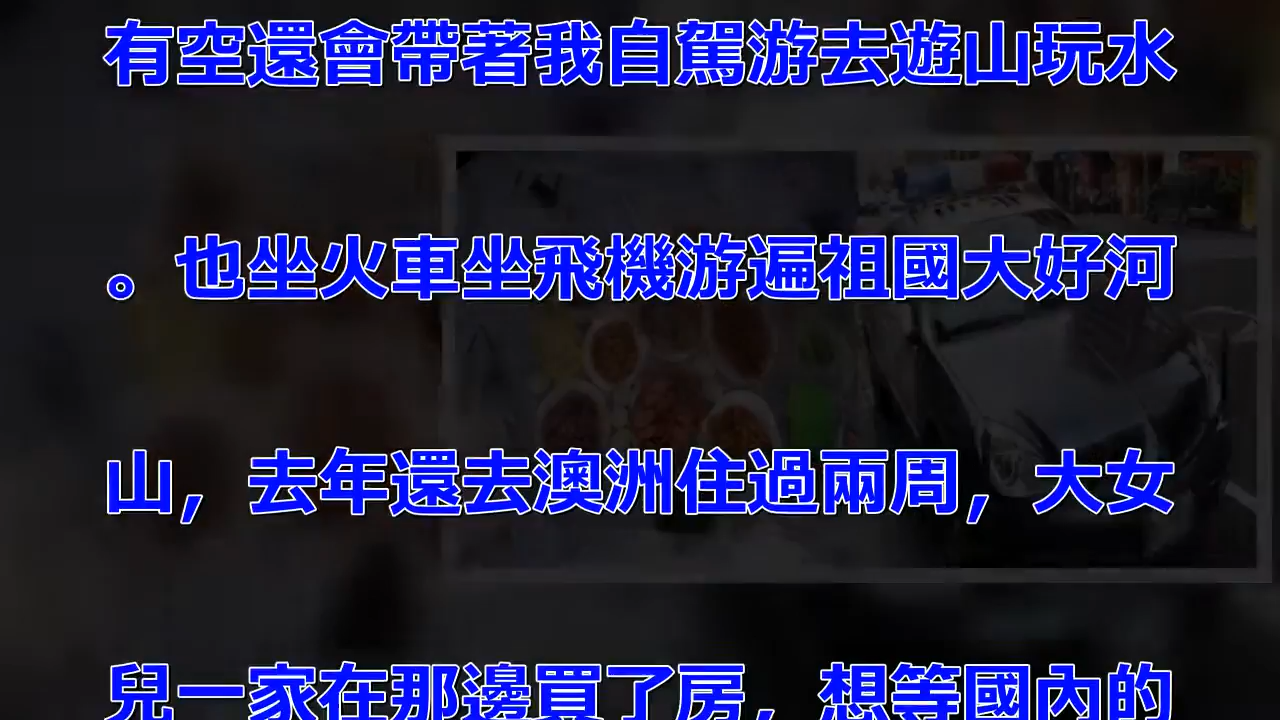 有空還會帶著我自駕游去遊山玩水
。也坐火車坐飛機游遍祖國大好河
山，去年還去澳洲住過兩周，大女
兒一家在那邊買了房，想等國內的